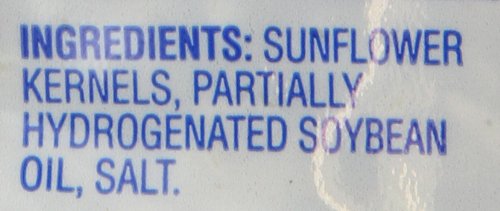 INGREDIENTS: SUNFLOWER
KERNELS, PARTIALLY
HYDROGENATED SOYBEAN
OIL, SALT.